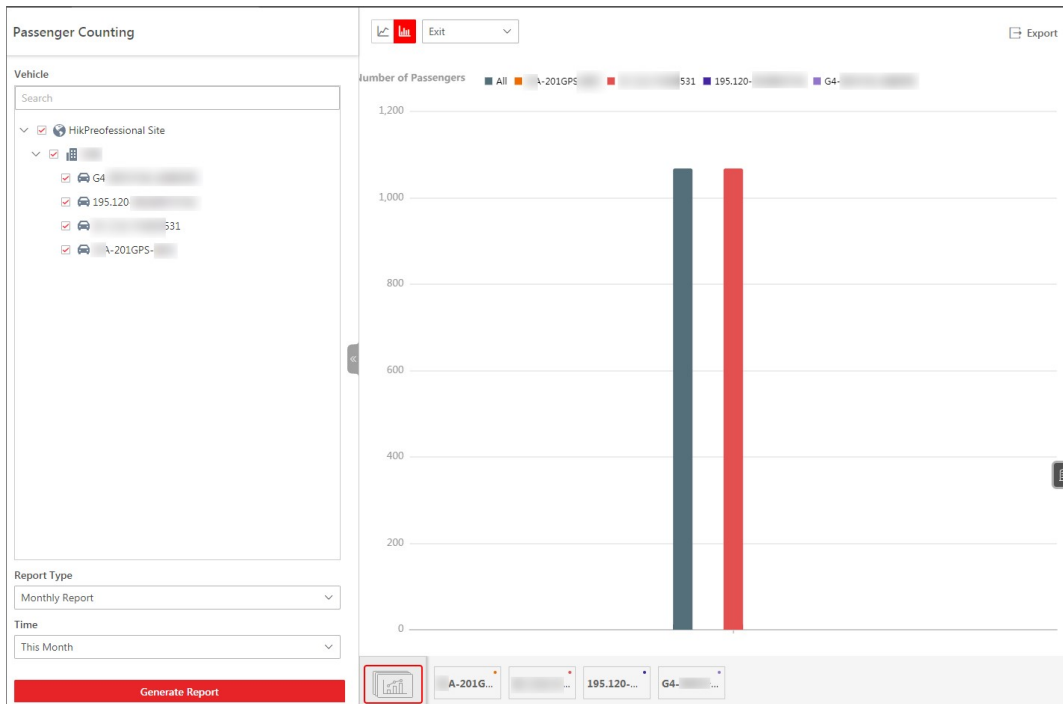 Passenger Counting
Exit
Export
Vehicle
Search
HikPreofessional Site
G4
195.120-
531
A-201GPS-
Report Type
Monthly Report
Time
This Month
Generate Report
Number of Passengers
All
A-201GPS
531
195.120-
G4-
1,200
1,000
800
600
400
200
0
A-201G...
...
195.120-...
G4- ...